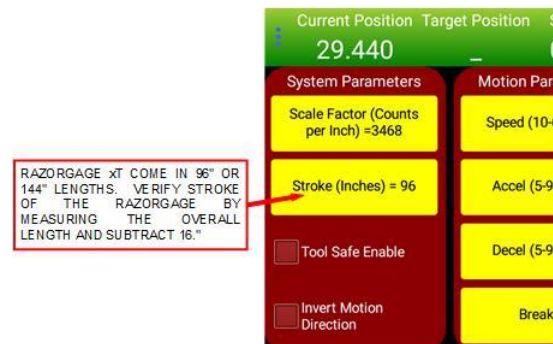 Current Position Target Position
29.440 _
System Parameters
Motion Par
Scale Factor (Counts
per Inch) =3468
Speed (10-
RAZORGAGE xT COME IN 96" OR
144" LENGTHS. VERIFY STROKE
OF THE RAZORGAGE BY
MEASURING THE OVERALL
LENGTH AND SUBTRACT 16."
Stroke (Inches) = 96
Accel (5-9
Tool Safe Enable
Decel (5-9
Invert Motion
Direction
Break